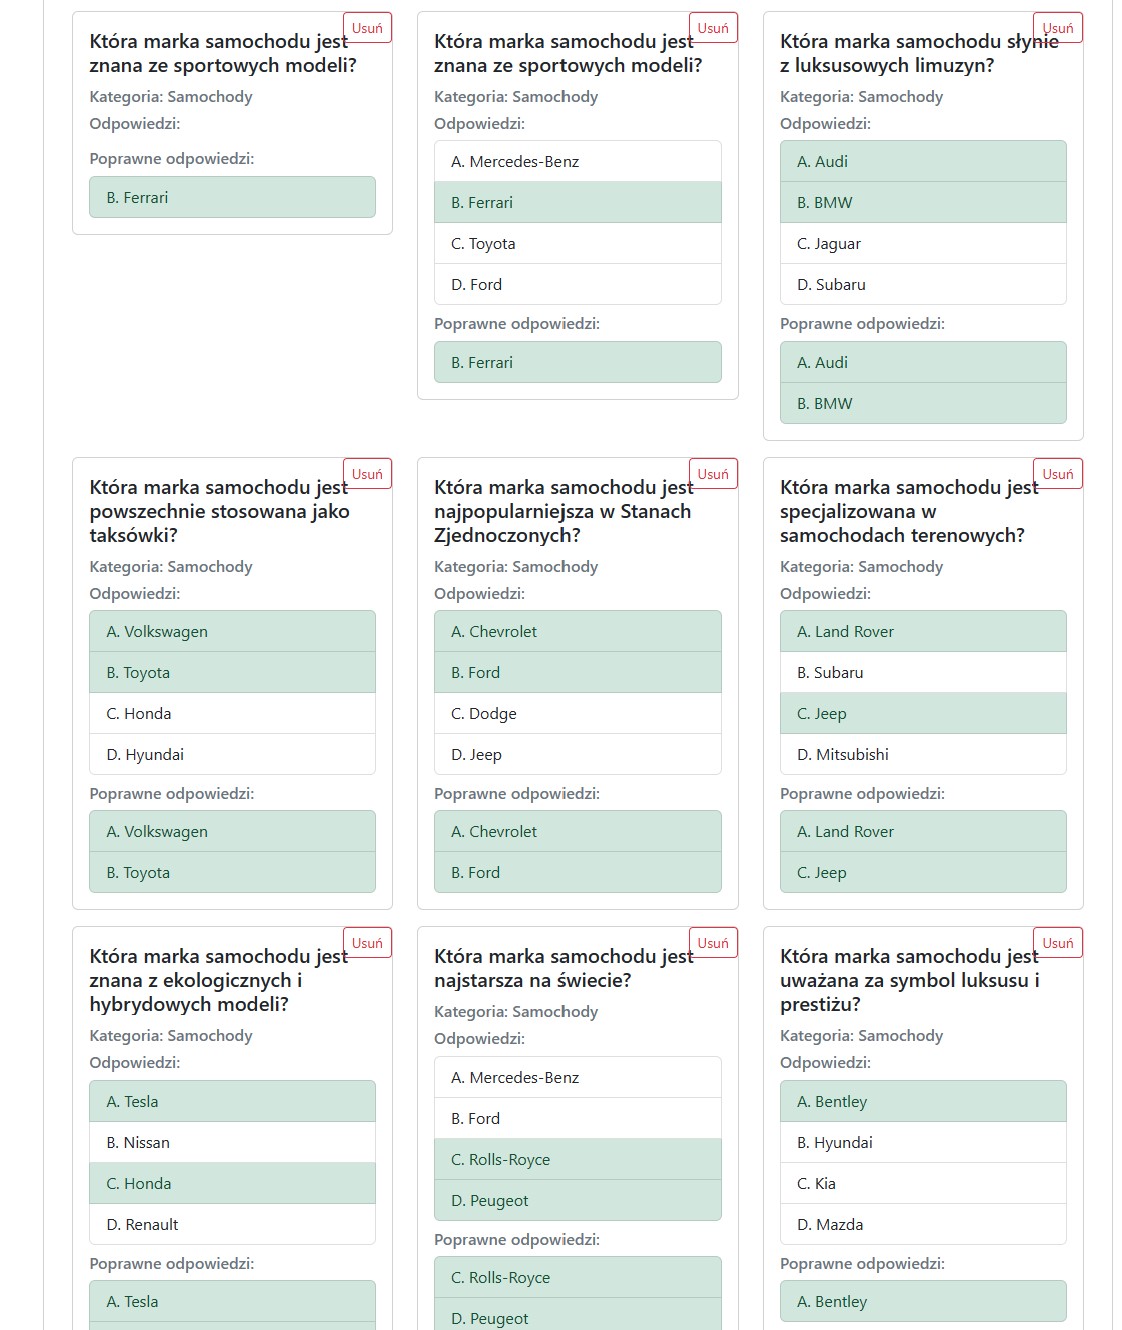 Usuń
Która marka samochodu jest
znana ze sportowych modeli?
Kategoria: Samochody
Odpowiedzi:
Poprawne odpowiedzi:
B. Ferrari
Usuń
Która marka samochodu jest
znana ze sportowych modeli?
Kategoria: Samochody
Odpowiedzi:
A. Mercedes-Benz
B. Ferrari
C. Toyota
D. Ford
Poprawne odpowiedzi:
B. Ferrari
Usuń
Która marka samochodu słynie
z luksusowych limuzyn?
Kategoria: Samochody
Odpowiedzi:
A. Audi
B. BMW
C. Jaguar
D. Subaru
Poprawne odpowiedzi:
A. Audi
B. BMW
Usuń
Która marka samochodu jest
powszechnie stosowana jako
taksówki?
Kategoria: Samochody
Odpowiedzi:
A. Volkswagen
B. Toyota
C. Honda
D. Hyundai
Poprawne odpowiedzi:
A. Volkswagen
B. Toyota
Usuń
Która marka samochodu jest
najpopularniejsza w Stanach
Zjednoczonych?
Kategoria: Samochody
Odpowiedzi:
A. Chevrolet
B. Ford
C. Dodge
D. Jeep
Poprawne odpowiedzi:
A. Chevrolet
B. Ford
Usuń
Która marka samochodu jest
specjalizowana w
samochodach terenowych?
Kategoria: Samochody
Odpowiedzi:
A. Land Rover
B. Subaru
C. Jeep
D. Mitsubishi
Poprawne odpowiedzi:
A. Land Rover
C. Jeep
Usuń
Która marka samochodu jest
znana z ekologicznych i
hybrydowych modeli?
Kategoria: Samochody
Odpowiedzi:
A. Tesla
B. Nissan
C. Honda
D. Renault
Poprawne odpowiedzi:
A. Tesla
Usuń
Która marka samochodu jest
najstarsza na świecie?
Kategoria: Samochody
Odpowiedzi:
A. Mercedes-Benz
B. Ford
C. Rolls-Royce
D. Peugeot
Poprawne odpowiedzi:
C. Rolls-Royce
D. Peugeot
Usuń
Która marka samochodu jest
uważana za symbol luksusu i
prestiżu?
Kategoria: Samochody
Odpowiedzi:
A. Bentley
B. Hyundai
C. Kia
D. Mazda
Poprawne odpowiedzi:
A. Bentley